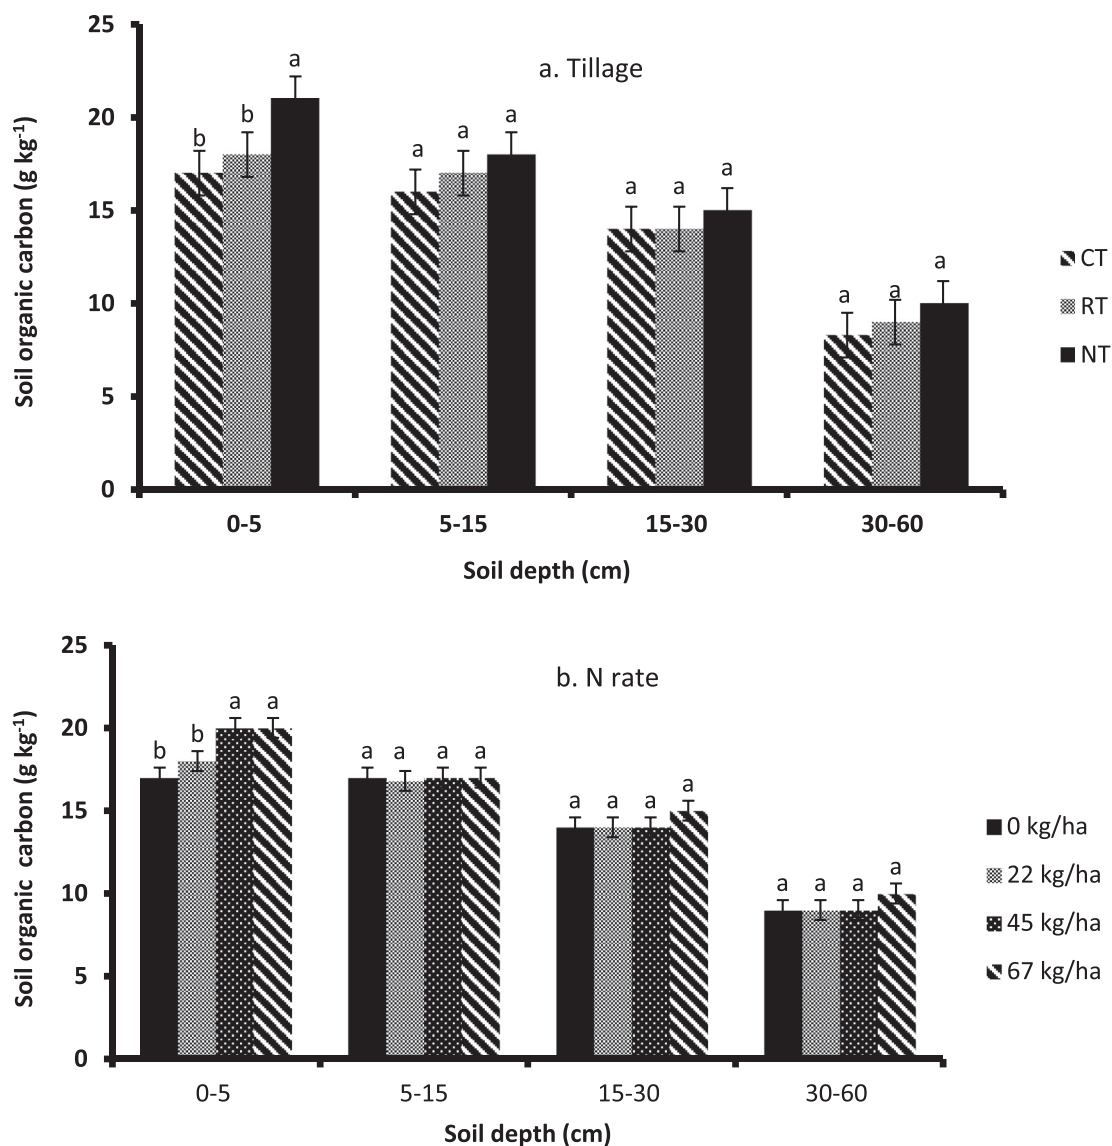 25
20
15
10
5
0
Soil organic carbon (g kg-1)
a. Tillage
b b a
a a a
a a a
a a a
CT
RT
NT
0-5 5-15 15-30 30-60
Soil depth (cm)
25
20
15
10
5
0
Soil organic carbon (g kg-1)
b. N rate
b b a a
a a a a
a a a a
a a a a
0 kg/ha
22 kg/ha
45 kg/ha
67 kg/ha
0-5 5-15 15-30 30-60
Soil depth (cm)